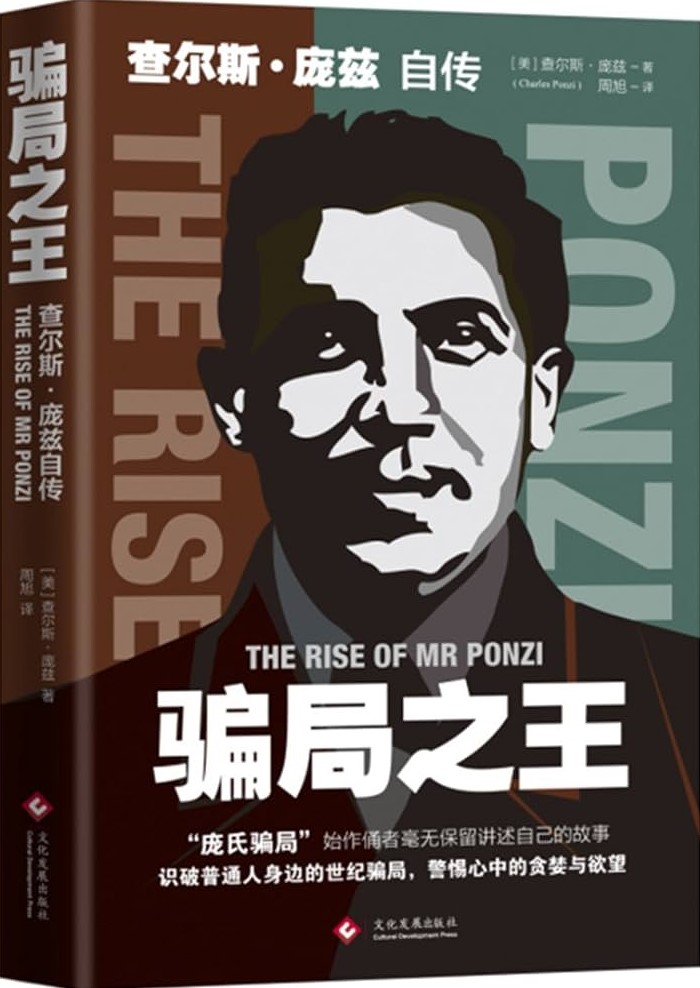 查尔斯·庞兹 自传
[美] 查尔斯·庞兹 – 著
(Charles Ponzi) 周旭 – 译
THE RISE
PONZI
THE RISE OF MR PONZI
骗局之王
“庞氏骗局”始作俑者毫无保留讲述自己的故事
识破普通人身边的世纪骗局，警惕心中的贪婪与欲望
文化发展出版社
Cultural Development Press
骗局之王
查尔斯·庞兹自传
THE RISE OF MR PONZI
[美] 查尔斯·庞兹 著
周旭 译
文化发展出版社
Cultural Development Press